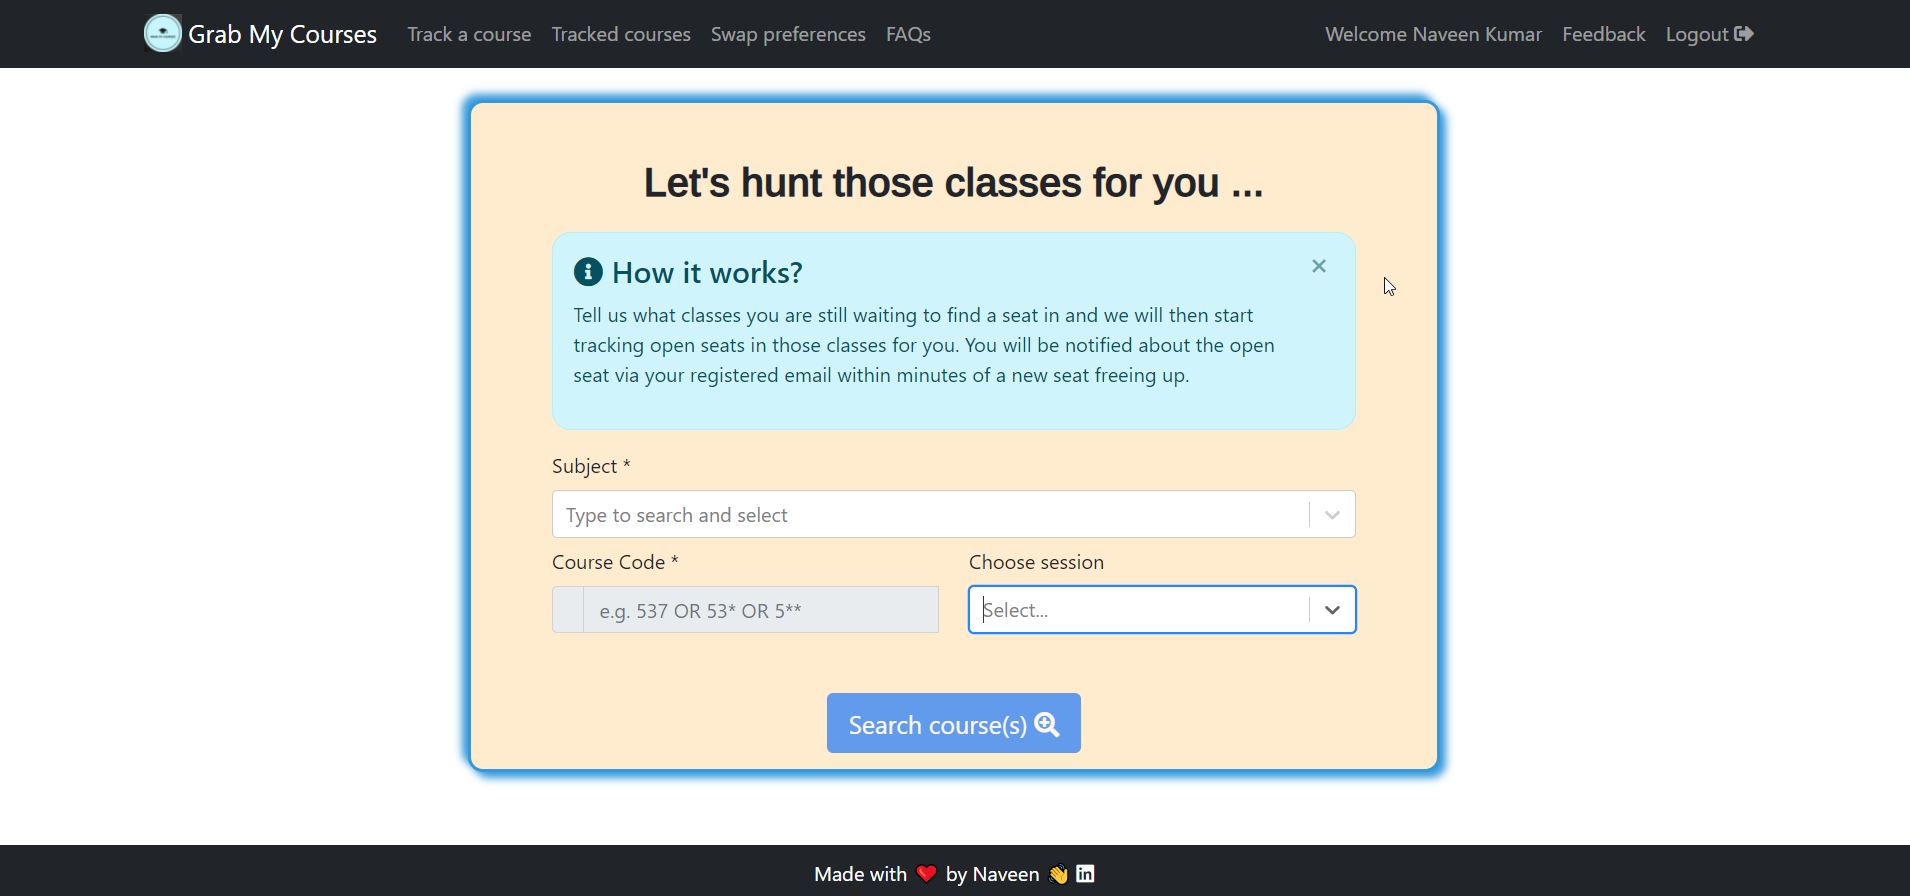 Grab My Courses Track a course Tracked courses Swap preferences FAQs Welcome Naveen Kumar Feedback Logout
Let's hunt those classes for you ...
How it works?
Tell us what classes you are still waiting to find a seat in and we will then start
tracking open seats in those classes for you. You will be notified about the open
seat via your registered email within minutes of a new seat freeing up.
Subject *
Type to search and select
Course Code * Choose session
e.g. 537 OR 53* OR 5** Select...
Search course(s)
Made with ❤️ by Naveen 👋 in